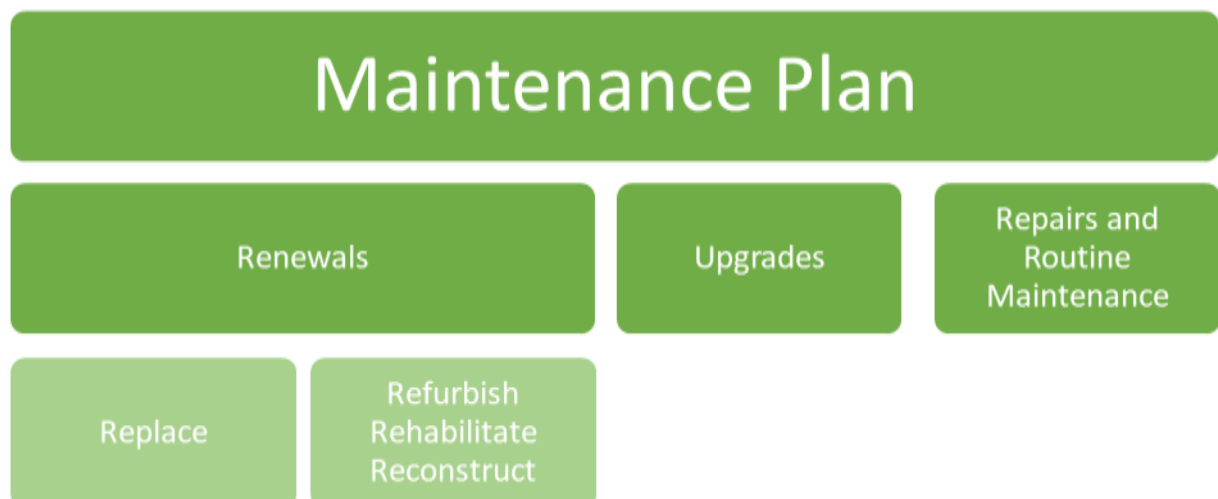 Maintenance Plan
Renewals
Upgrades
Repairs and
Routine
Maintenance
Replace
Refurbish
Rehabilitate
Reconstruct